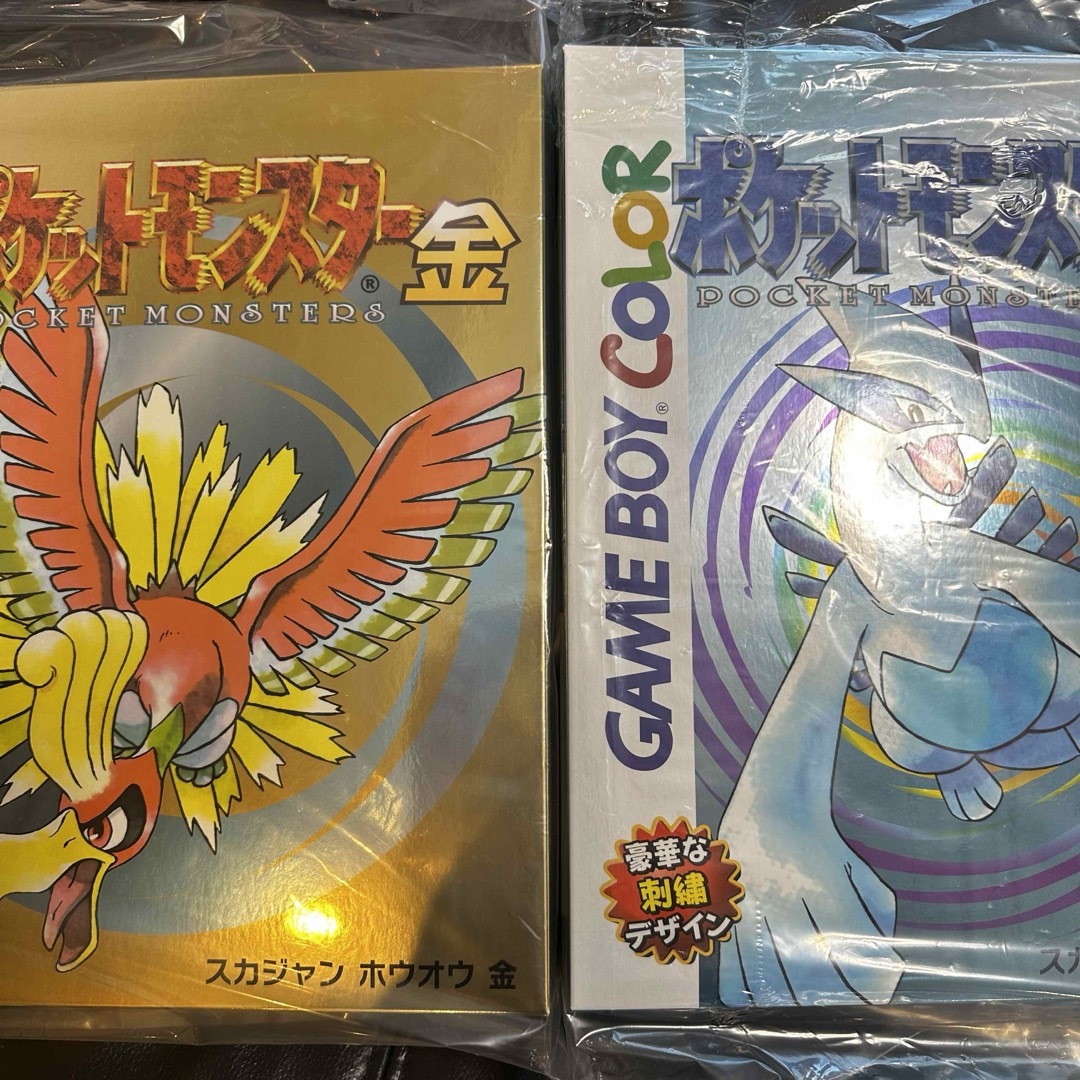 ポケットモンスター金
®
POCKET MONSTERS
スカジャン ホウオウ 金
GAME BOY COLOR
®
ポケットモンス
POCKET MONSTE
豪華な
刺繍
デザイン
スカ